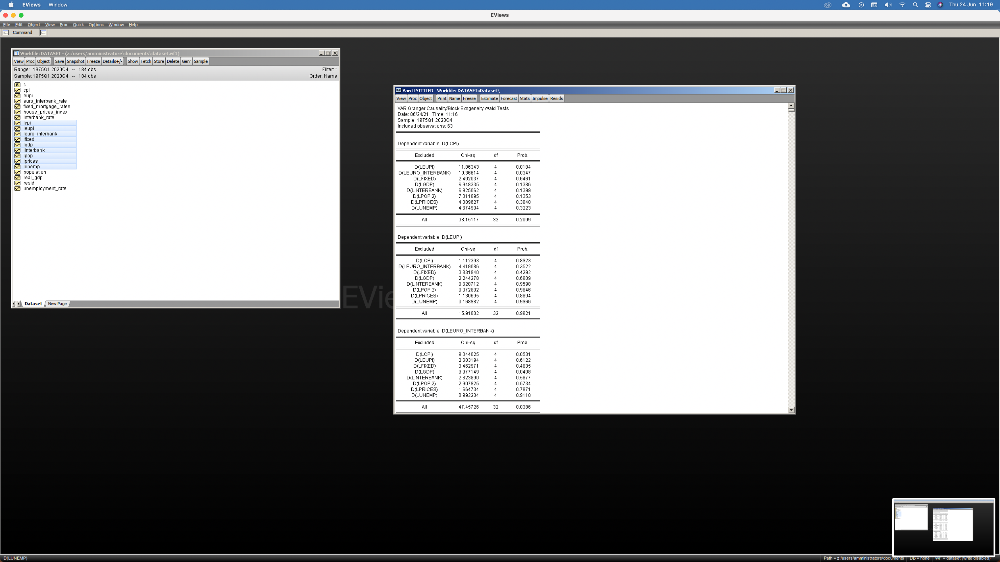 EViews Window Thu 24 Jun 11:19
EViews
File Edit Object View Proc Quick Options Window Help
Command
Workfile: DATASET - (z:/users/amministratore\documents\dataset.wf1)
View Proc Object Save Snapshot Freeze Details+/- Show Fetch Store Delete Genr Sample
Range: 1975Q1 2020Q4 -- 184 obs Filter: *
Sample: 1975Q1 2020Q4 -- 184 obs Order: Name
c
cpi
eupi
euro_interbank_rate
fixed_mortgage_rates
house_prices_index
interbank_rate
lcpi
leupi
leuro_interbank
lfixed
lgdp
linterbank
lpop
lprices
lunemp
population
real_gdp
resid
unemployment_rate
Dataset New Page
EVie
Var: UNTITLED Workfile: DATASET::Dataset\
View Proc Object Print Name Freeze Estimate Forecast Stats Impulse Resids
VAR Granger Causality/Block Exogeneity Wald Tests
Date: 06/24/21 Time: 11:16
Sample: 1975Q1 2020Q4
Included observations: 63
Dependent variable: D(LCPI)
Excluded Chi-sq df Prob.
D(LEUPI) 11.86343 4 0.0184
D(LEURO_INTERBANK) 10.36614 4 0.0347
D(LFIXED) 2.492037 4 0.6461
D(LGDP) 6.948335 4 0.1386
D(LINTERBANK) 6.925062 4 0.1399
D(LPOP,2) 7.011895 4 0.1353
D(LPRICES) 4.089627 4 0.3940
D(LUNEMP) 4.674904 4 0.3223
All 38.15117 32 0.2099
Dependent variable: D(LEUPI)
Excluded Chi-sq df Prob.
D(LCPI) 1.112393 4 0.8923
D(LEURO_INTERBANK) 4.419086 4 0.3522
D(LFIXED) 3.831940 4 0.4292
D(LGDP) 2.244278 4 0.6909
D(LINTERBANK) 0.628712 4 0.9598
D(LPOP,2) 0.372802 4 0.9846
D(LPRICES) 1.130695 4 0.8894
D(LUNEMP) 0.168982 4 0.9966
All 15.91802 32 0.9921
Dependent variable: D(LEURO_INTERBANK)
Excluded Chi-sq df Prob.
D(LCPI) 9.344025 4 0.0531
D(LEUPI) 2.683194 4 0.6122
D(LFIXED) 3.462971 4 0.4835
D(LGDP) 9.977149 4 0.0408
D(LINTERBANK) 2.823890 4 0.5877
D(LPOP,2) 2.907925 4 0.5734
D(LPRICES) 1.664734 4 0.7971
D(LUNEMP) 0.992234 4 0.9110
All 47.45726 32 0.0386
D(LUNEMP) Path = z:/users/amministratore\documents DB = none WF = dataset (write disabled)